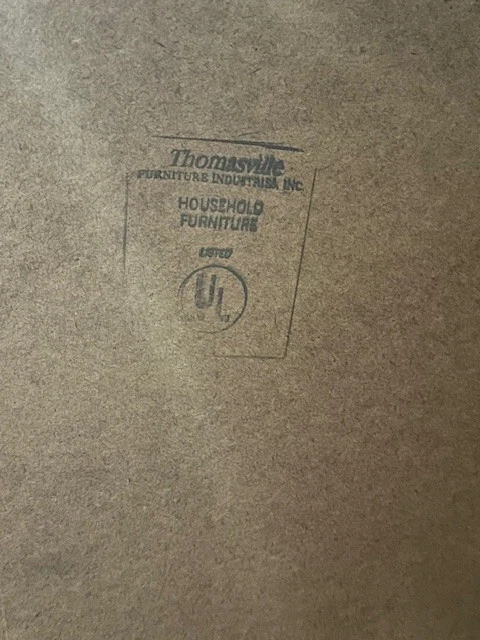 Thomasville
FURNITURE INDUSTRIES, INC.
HOUSEHOLD
FURNITURE
LISTED
UL